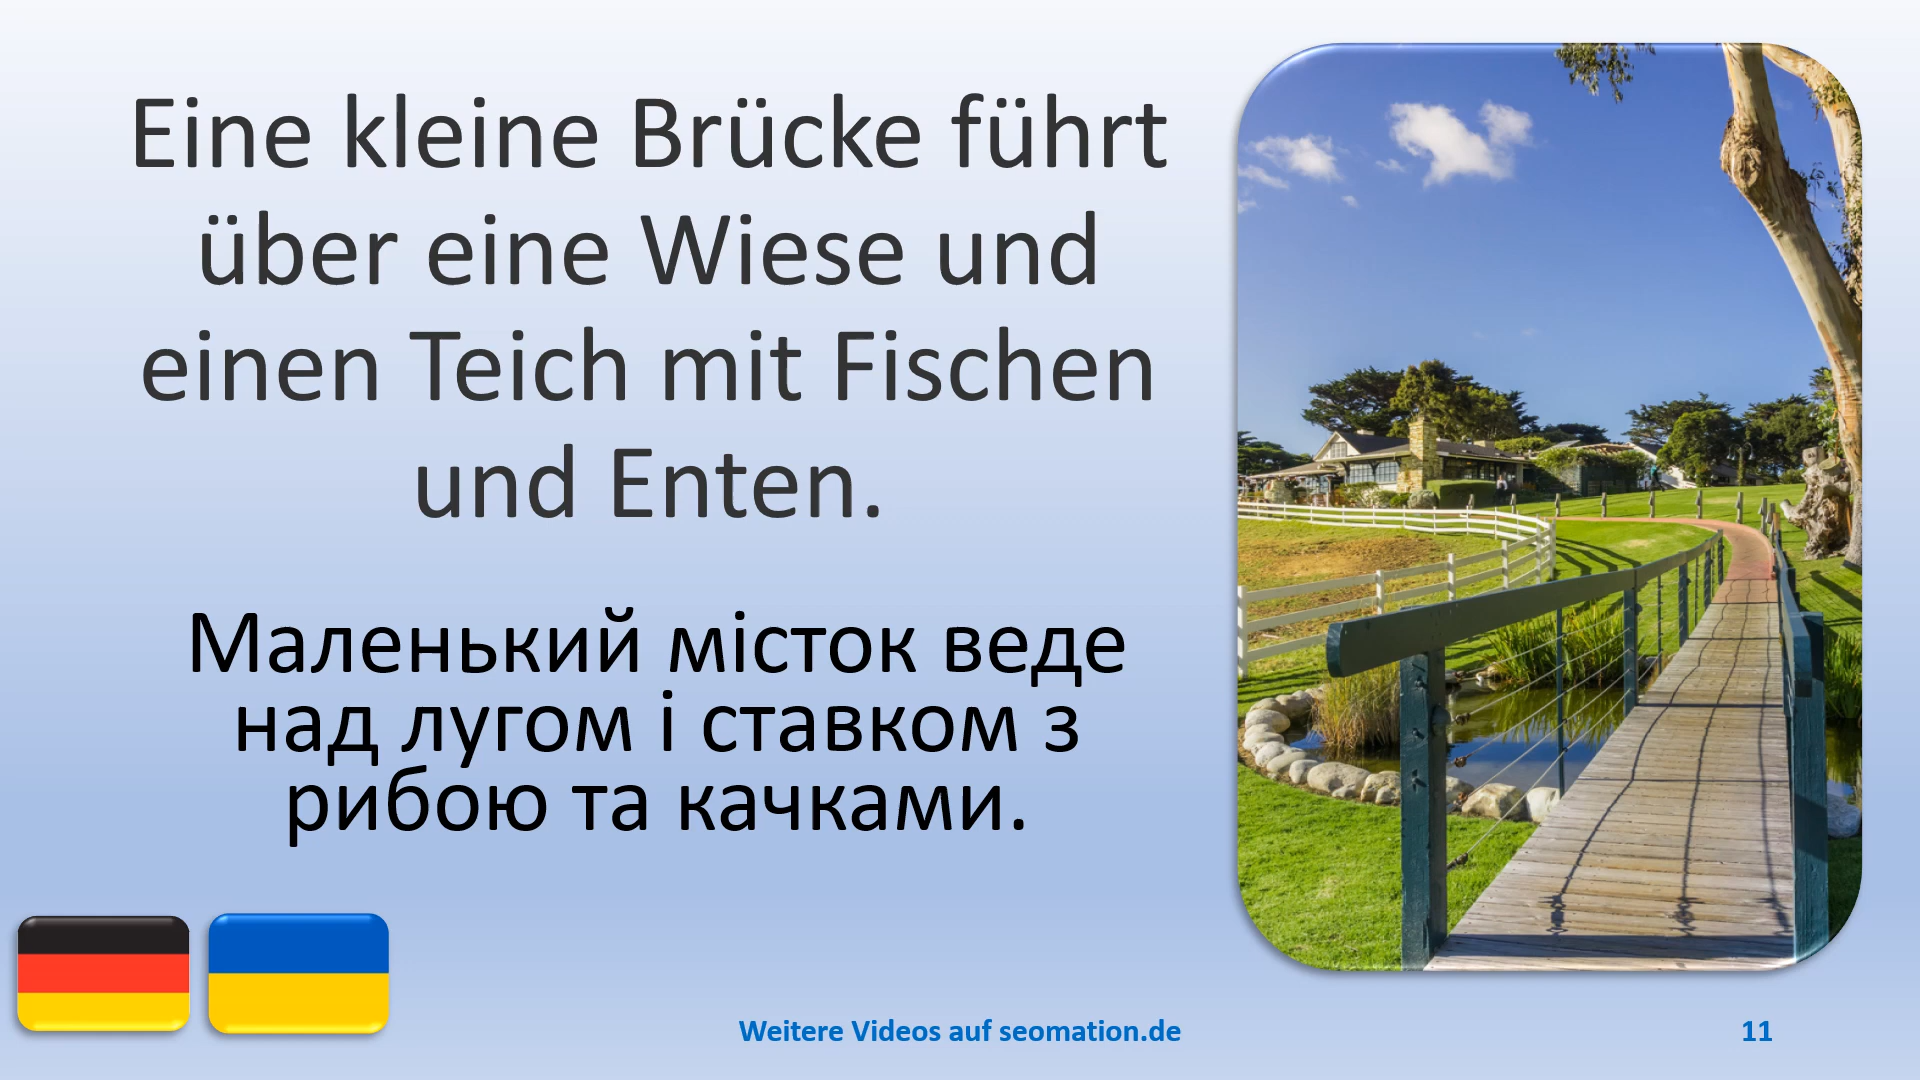 Eine kleine Brücke führt
über eine Wiese und
einen Teich mit Fischen
und Enten.
Маленький місток веде
над лугом і ставком з
рибою та качками.
Weitere Videos auf seomation.de
11